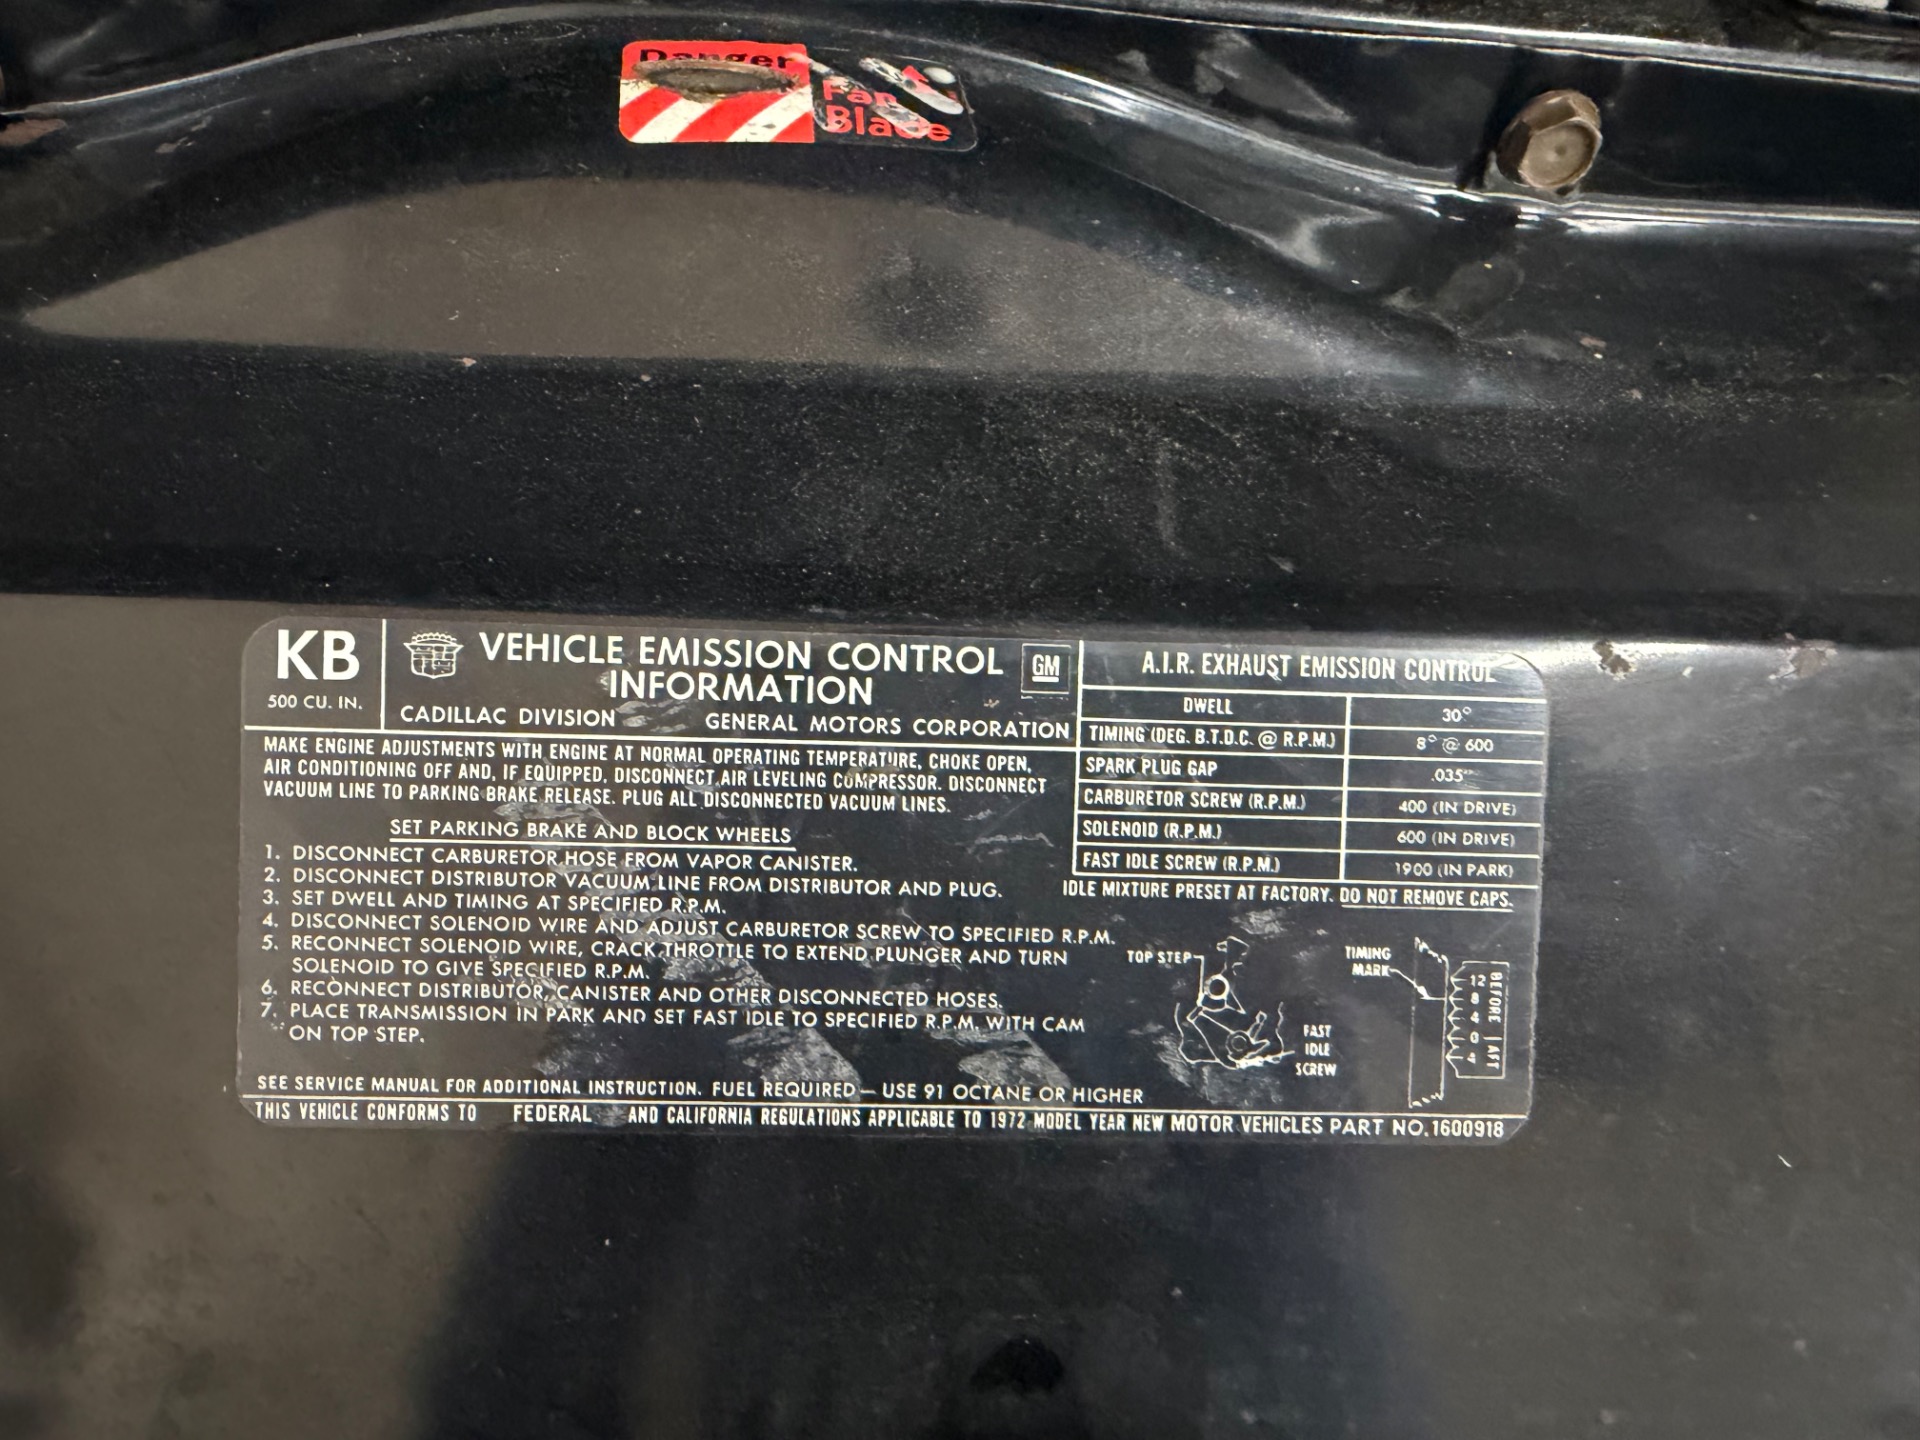 Danger
Fan
Blade
KB
500 CU. IN.
VEHICLE EMISSION CONTROL
INFORMATION
GM
CADILLAC DIVISION GENERAL MOTORS CORPORATION
MAKE ENGINE ADJUSTMENTS WITH ENGINE AT NORMAL OPERATING TEMPERATURE, CHOKE OPEN,
AIR CONDITIONING OFF AND, IF EQUIPPED, DISCONNECT AIR LEVELING COMPRESSOR. DISCONNECT
VACUUM LINE TO PARKING BRAKE RELEASE. PLUG ALL DISCONNECTED VACUUM LINES.
SET PARKING BRAKE AND BLOCK WHEELS
1. DISCONNECT CARBURETOR HOSE FROM VAPOR CANISTER.
2. DISCONNECT DISTRIBUTOR VACUUM LINE FROM DISTRIBUTOR AND PLUG.
3. SET DWELL AND TIMING AT SPECIFIED R.P.M.
4. DISCONNECT SOLENOID WIRE AND ADJUST CARBURETOR SCREW TO SPECIFIED R.P.M.
5. RECONNECT SOLENOID WIRE, CRACK THROTTLE TO EXTEND PLUNGER AND TURN
SOLENOID TO GIVE SPECIFIED R.P.M.
6. RECONNECT DISTRIBUTOR, CANISTER AND OTHER DISCONNECTED HOSES.
7. PLACE TRANSMISSION IN PARK AND SET FAST IDLE TO SPECIFIED R.P.M. WITH CAM
ON TOP STEP.
A.I.R. EXHAUST EMISSION CONTROL
DWELL 30°
TIMING (DEG. B.T.D.C. @ R.P.M.) 8° @ 600
SPARK PLUG GAP .035"
CARBURETOR SCREW (R.P.M.) 400 (IN DRIVE)
SOLENOID (R.P.M.) 600 (IN DRIVE)
FAST IDLE SCREW (R.P.M.) 1900 (IN PARK)
IDLE MIXTURE PRESET AT FACTORY. DO NOT REMOVE CAPS.
TOP STEP
FAST
IDLE
SCREW
TIMING
MARK
12
8
4
0
4
BEFORE
AFT
SEE SERVICE MANUAL FOR ADDITIONAL INSTRUCTION. FUEL REQUIRED — USE 91 OCTANE OR HIGHER
THIS VEHICLE CONFORMS TO FEDERAL AND CALIFORNIA REGULATIONS APPLICABLE TO 1972 MODEL YEAR NEW MOTOR VEHICLES PART NO. 1600918